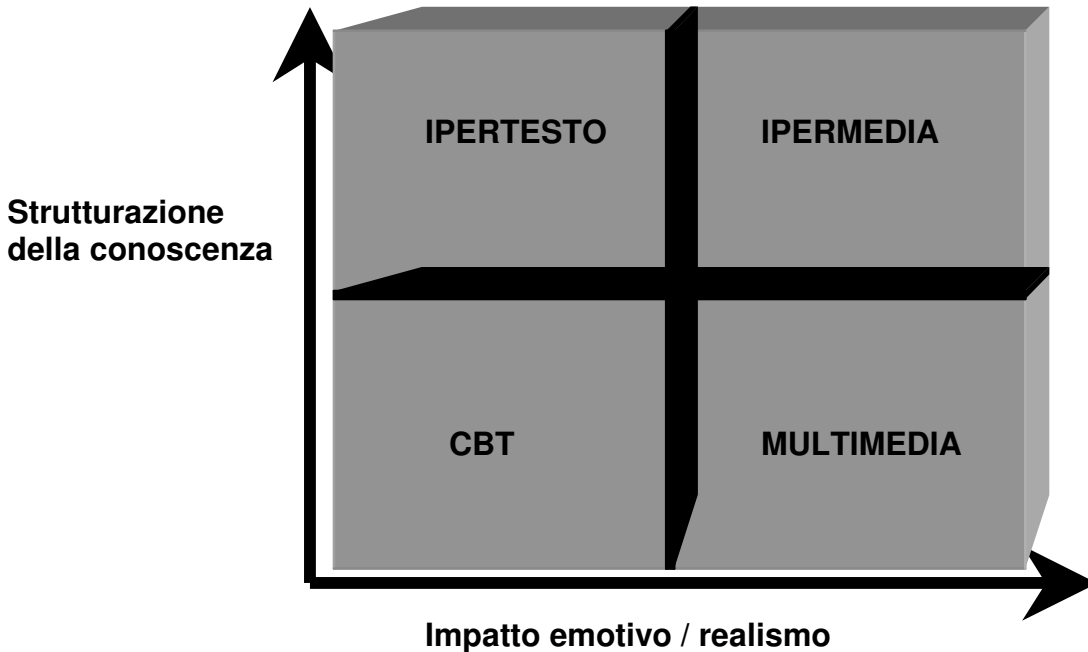 IPERTESTO
IPERMEDIA
Strutturazione
della conoscenza
CBT
MULTIMEDIA
Impatto emotivo / realismo